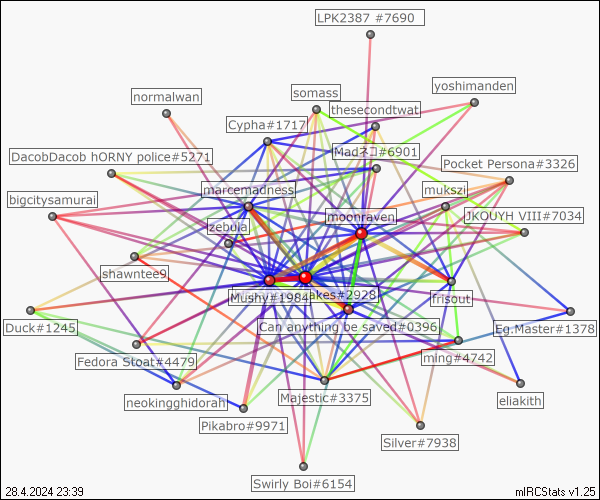 LPK2387 #7690
yoshimanden
somass
normalwan
thesecondtwat
Cypha#1717
Madネコ#6901
DacobDacob hORNY police#5271
Pocket Persona#3326
marcemadness
mukszi
bigcitysamurai
moonraven
JKOUYH VIII#7034
zebuia
shawntee9
akes#2928
Mushy#1984
frisout
Duck#1245
Can anything be saved#0396
Eg.Master#1378
Fedora Stoat#4479
ming#4742
neokingghidorah
Majestic#3375
eliakith
Pikabro#9971
Silver#7938
Swirly Boi#6154
28.4.2024 23:39
mIRCStats v1.25